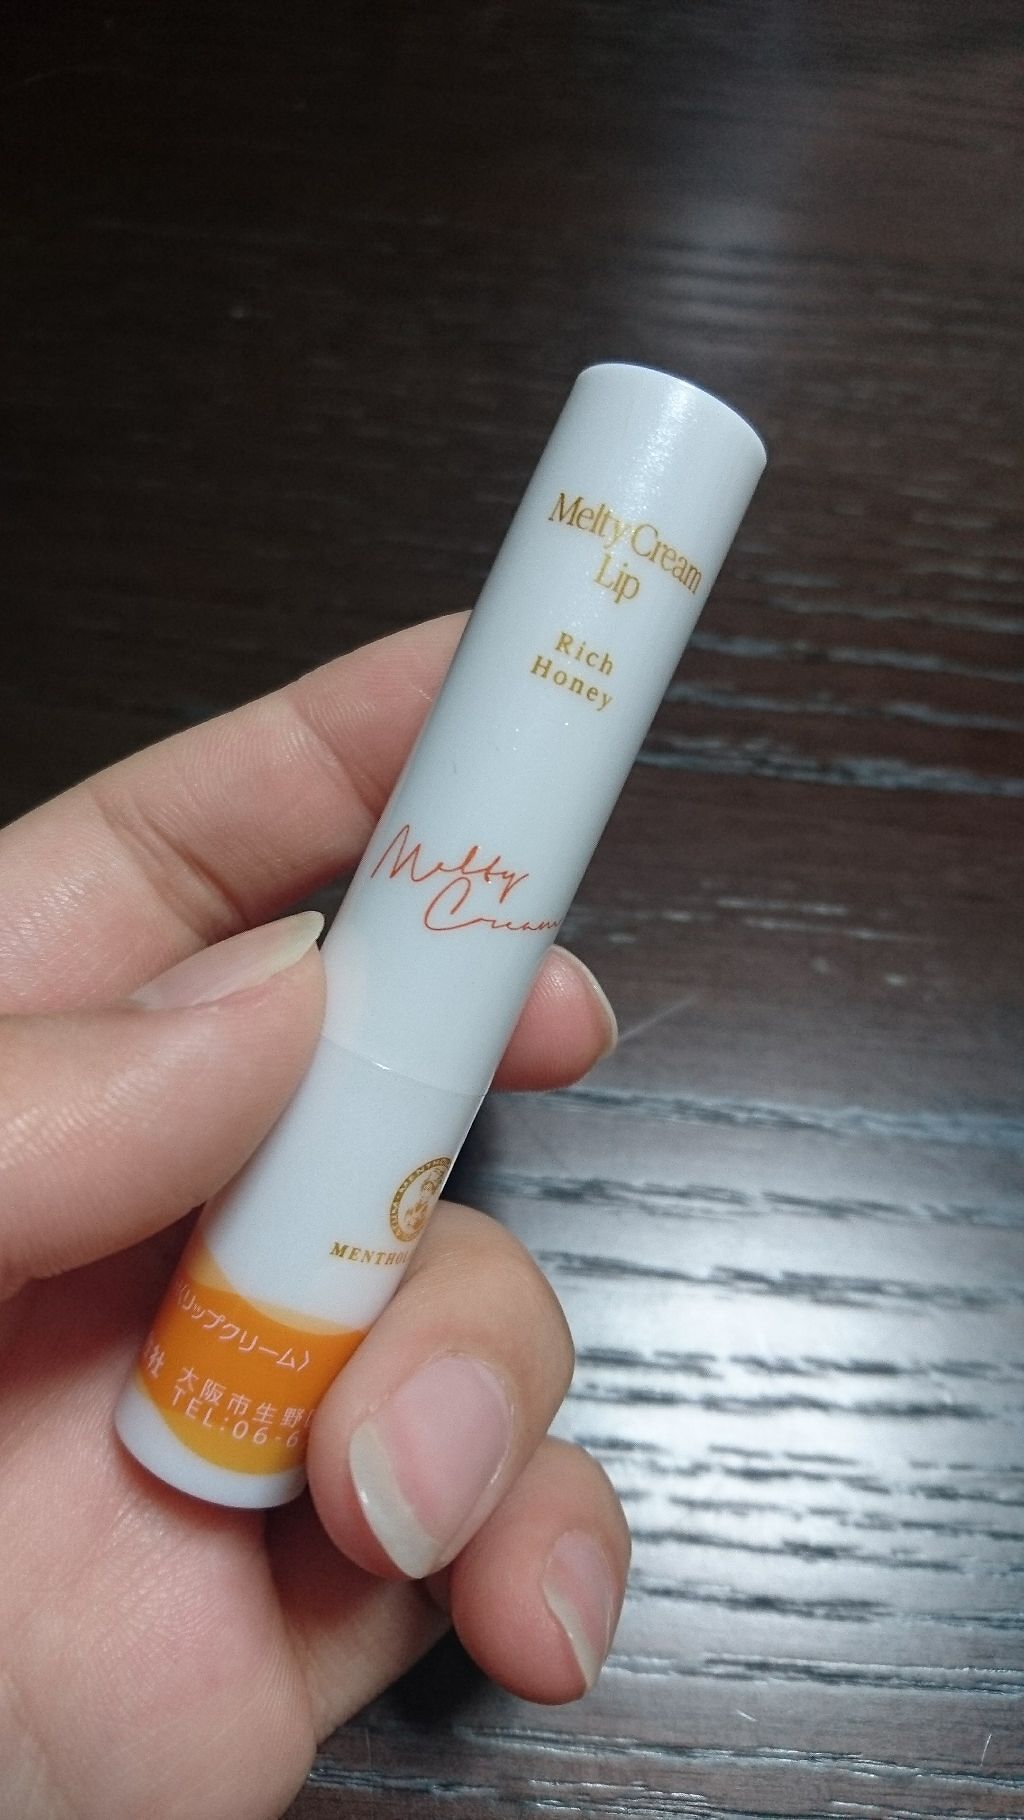 Melty Cream
Lip
Rich
Honey
Melty
Cream
〈リップクリーム〉
社 大阪市生野
TEL:06-6